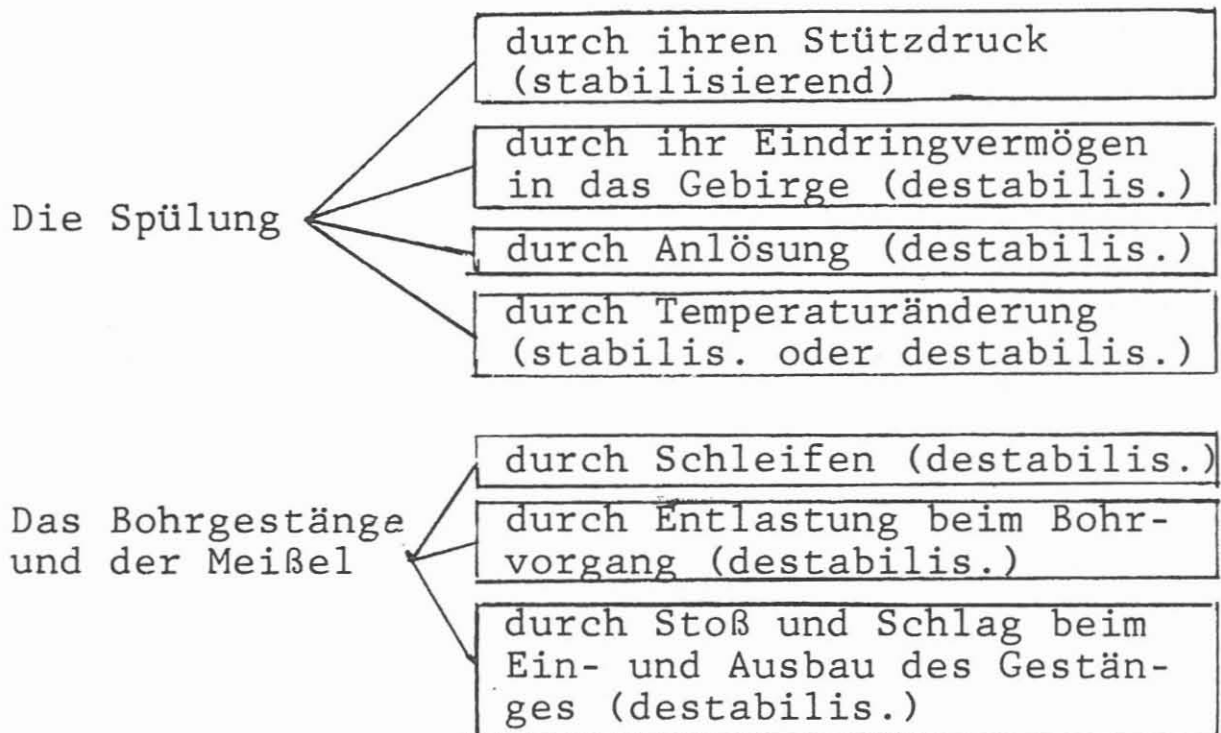 durch ihren Stützdruck
(stabilisierend)
durch ihr Eindringvermögen
in das Gebirge (destabilis.)
Die Spülung
durch Anlösung (destabilis.)
durch Temperaturänderung
(stabilis. oder destabilis.)
durch Schleifen (destabilis.)
Das Bohrgestänge
und der Meißel
durch Entlastung beim Bohr-
vorgang (destabilis.)
durch Stoß und Schlag beim
Ein- und Ausbau des Gestän-
ges (destabilis.)